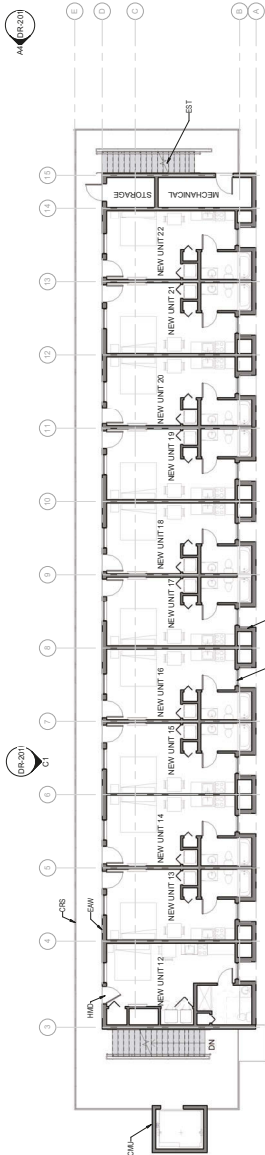 A4
DR-201
E
D
C
B
A
EST
15
14
13
12
11
10
9
8
7
6
5
4
3
STORAGE
MECHANICAL
NEW UNIT 22
NEW UNIT 21
NEW UNIT 20
NEW UNIT 19
NEW UNIT 18
NEW UNIT 17
NEW UNIT 16
NEW UNIT 15
NEW UNIT 14
NEW UNIT 13
NEW UNIT 12
DR-201
C1
CRS
EAW
HMD
DN
CMU